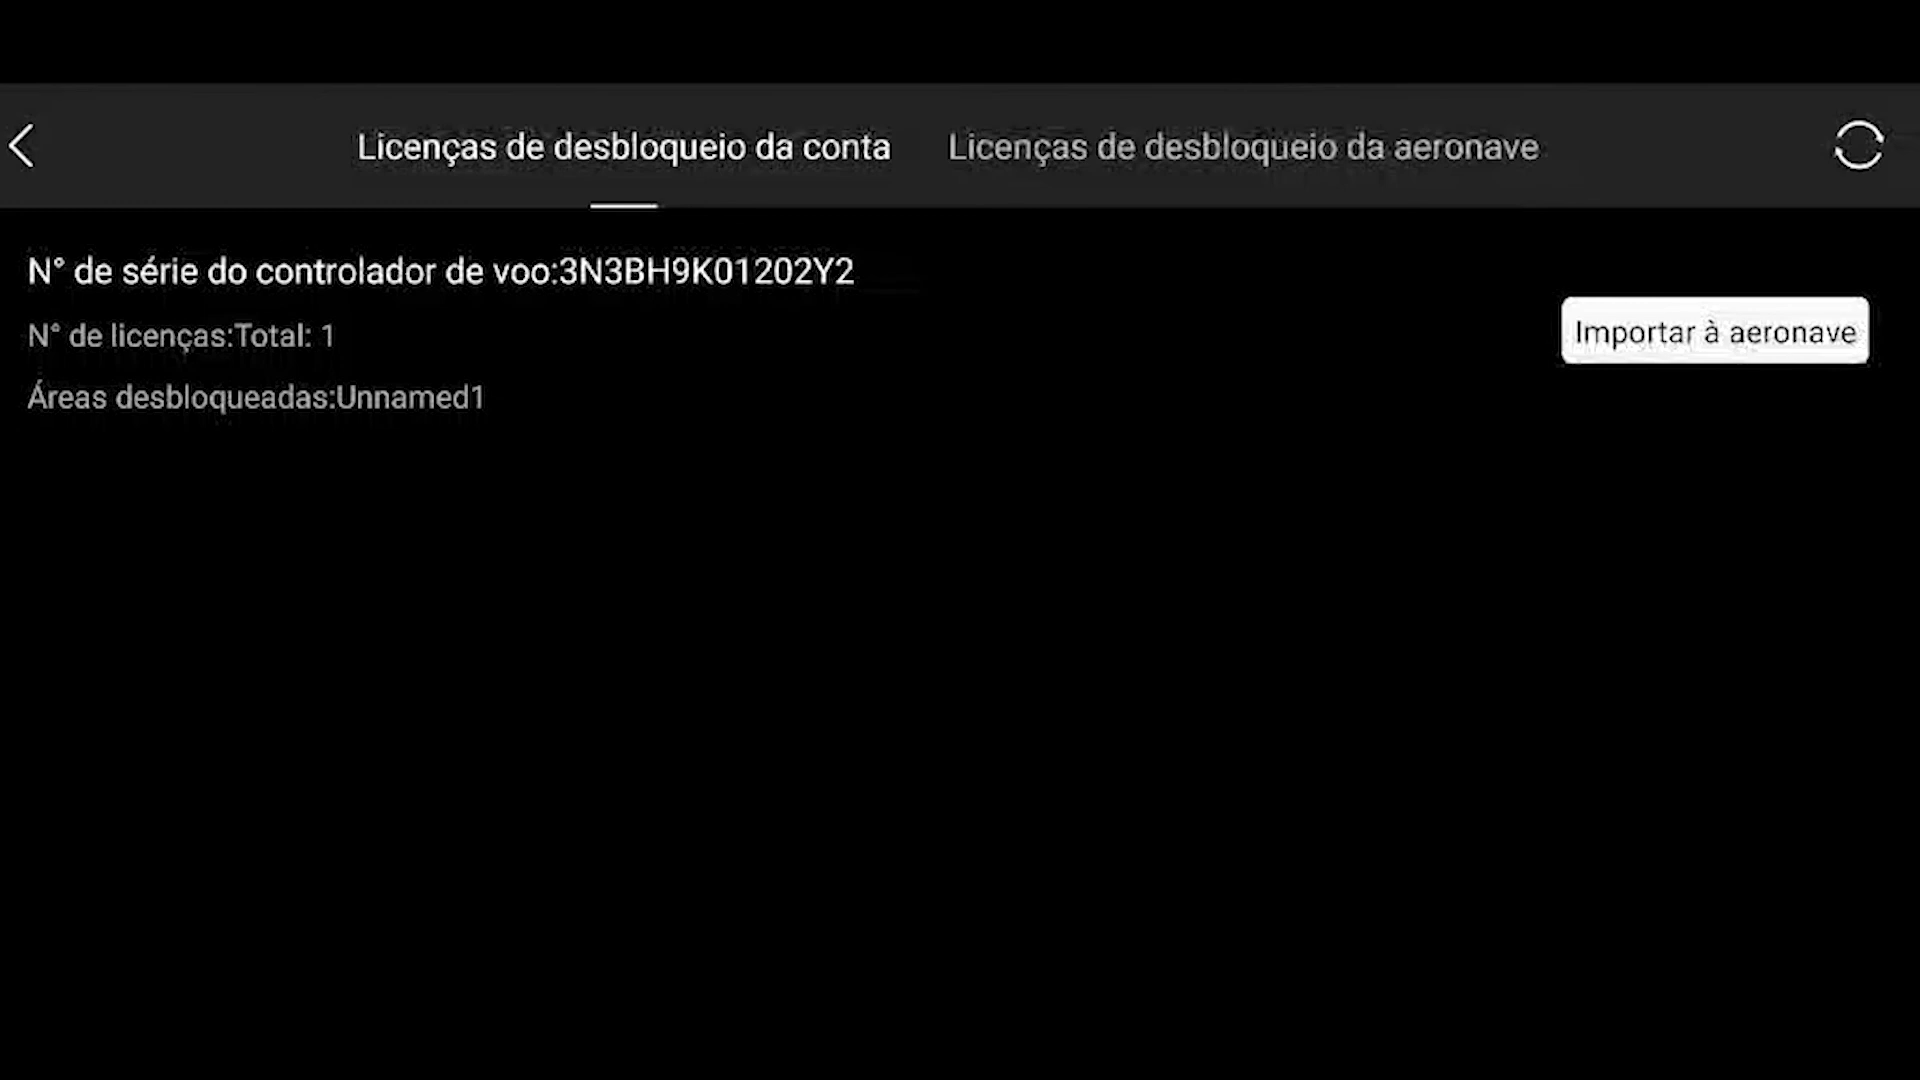 Licenças de desbloqueio da conta
Licenças de desbloqueio da aeronave
N° de série do controlador de voo:3N3BH9K01202Y2
N° de licenças:Total: 1
Importar à aeronave
Áreas desbloqueadas:Unnamed1